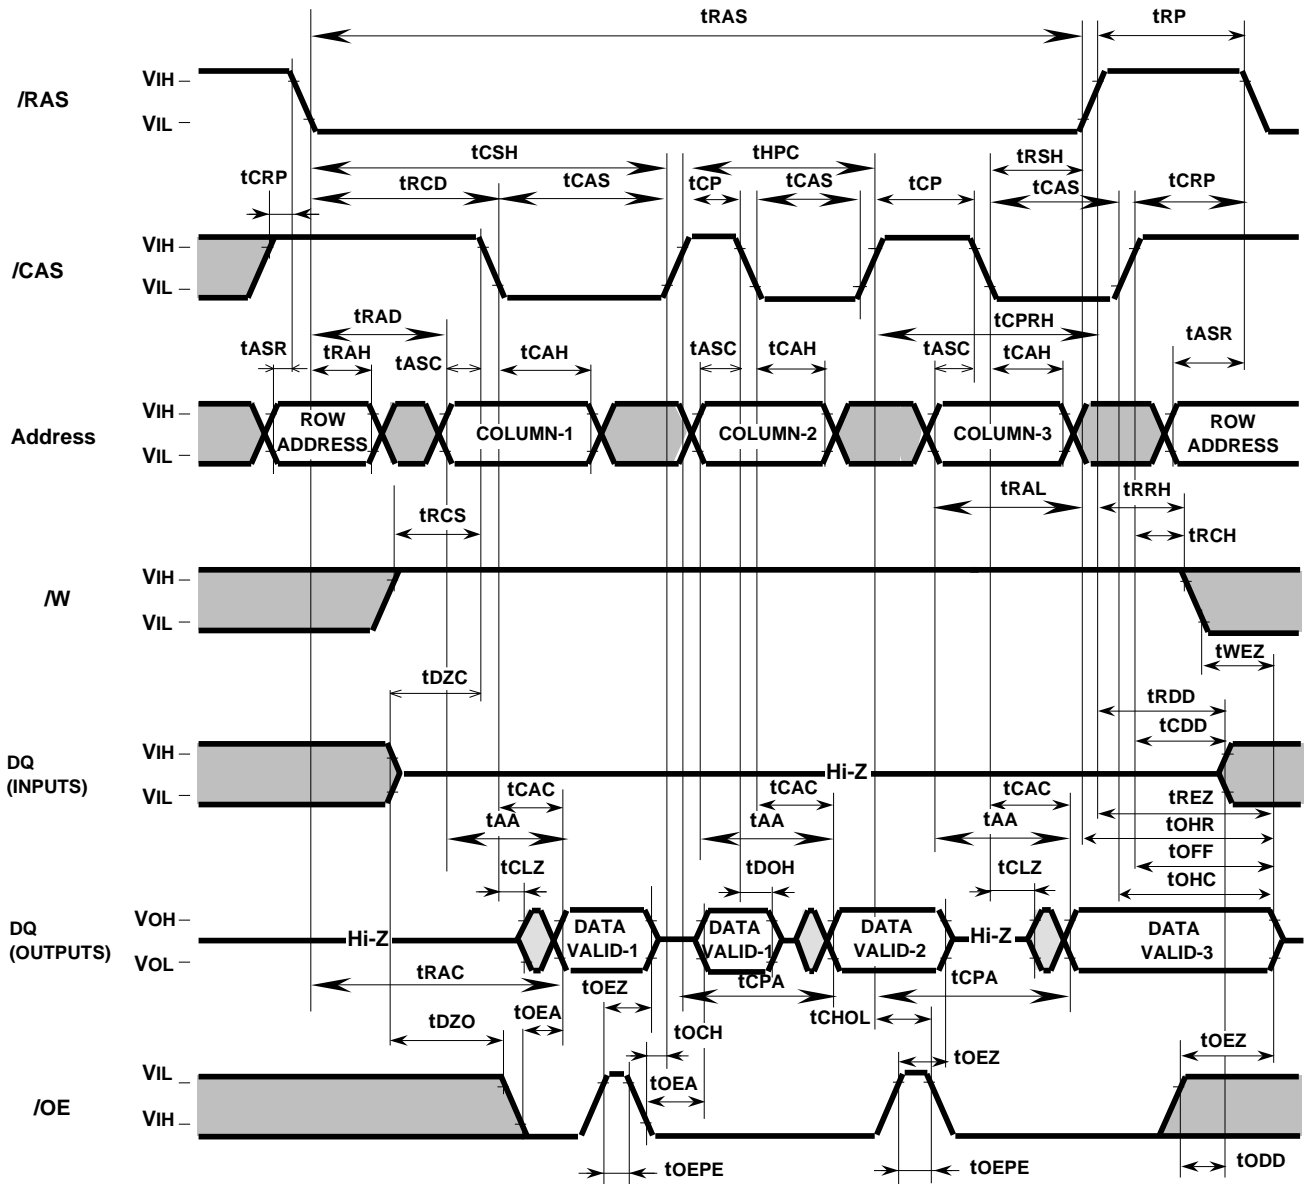 tRAS
tRP
/RAS
VIH
VIL
tCSH
tHPC
tRSH
tCRP
tRCD
tCAS
tCP
tCAS
tCP
tCAS
tCRP
/CAS
VIH
VIL
tRAD
tCPRH
tASR
tRAH
tASC
tCAH
tASC
tCAH
tASC
tCAH
tASR
Address
VIH
VIL
ROW
ADDRESS
COLUMN-1
COLUMN-2
COLUMN-3
ROW
ADDRESS
tRCS
tRAL
tRRH
tRCH
/W
VIH
VIL
tWEZ
tDZC
tRDD
tCDD
DQ
(INPUTS)
VIH
VIL
Hi-Z
tCAC
tCAC
tCAC
tREZ
tAA
tAA
tAA
tOHR
tCLZ
tDOH
tCLZ
tOFF
tOHC
DQ
(OUTPUTS)
VOH
VOL
Hi-Z
DATA
VALID-1
DATA
VALID-1
DATA
VALID-2
Hi-Z
DATA
VALID-3
tRAC
tOEZ
tCPA
tCPA
tDZO
tOEA
tOCH
tCHOL
tOEZ
tOEZ
tOEA
/OE
VIL
VIH
tOEPE
tOEPE
tODD